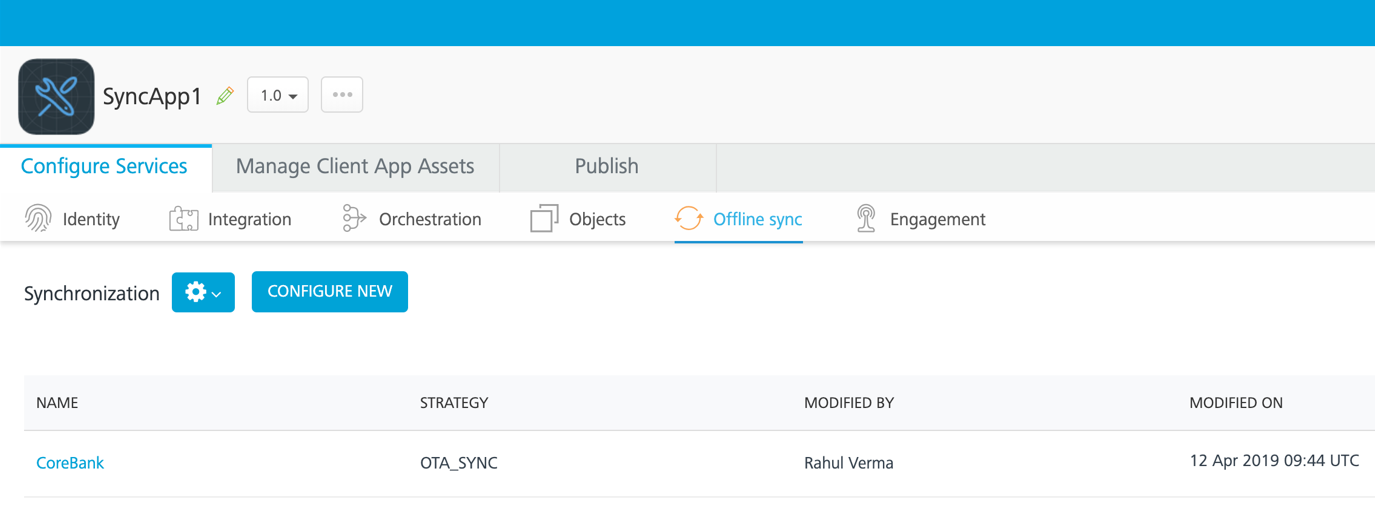 SyncApp1 1.0
Configure Services Manage Client App Assets Publish
Identity Integration Orchestration Objects Offline sync Engagement
Synchronization CONFIGURE NEW
NAME STRATEGY MODIFIED BY MODIFIED ON
CoreBank OTA_SYNC Rahul Verma 12 Apr 2019 09:44 UTC